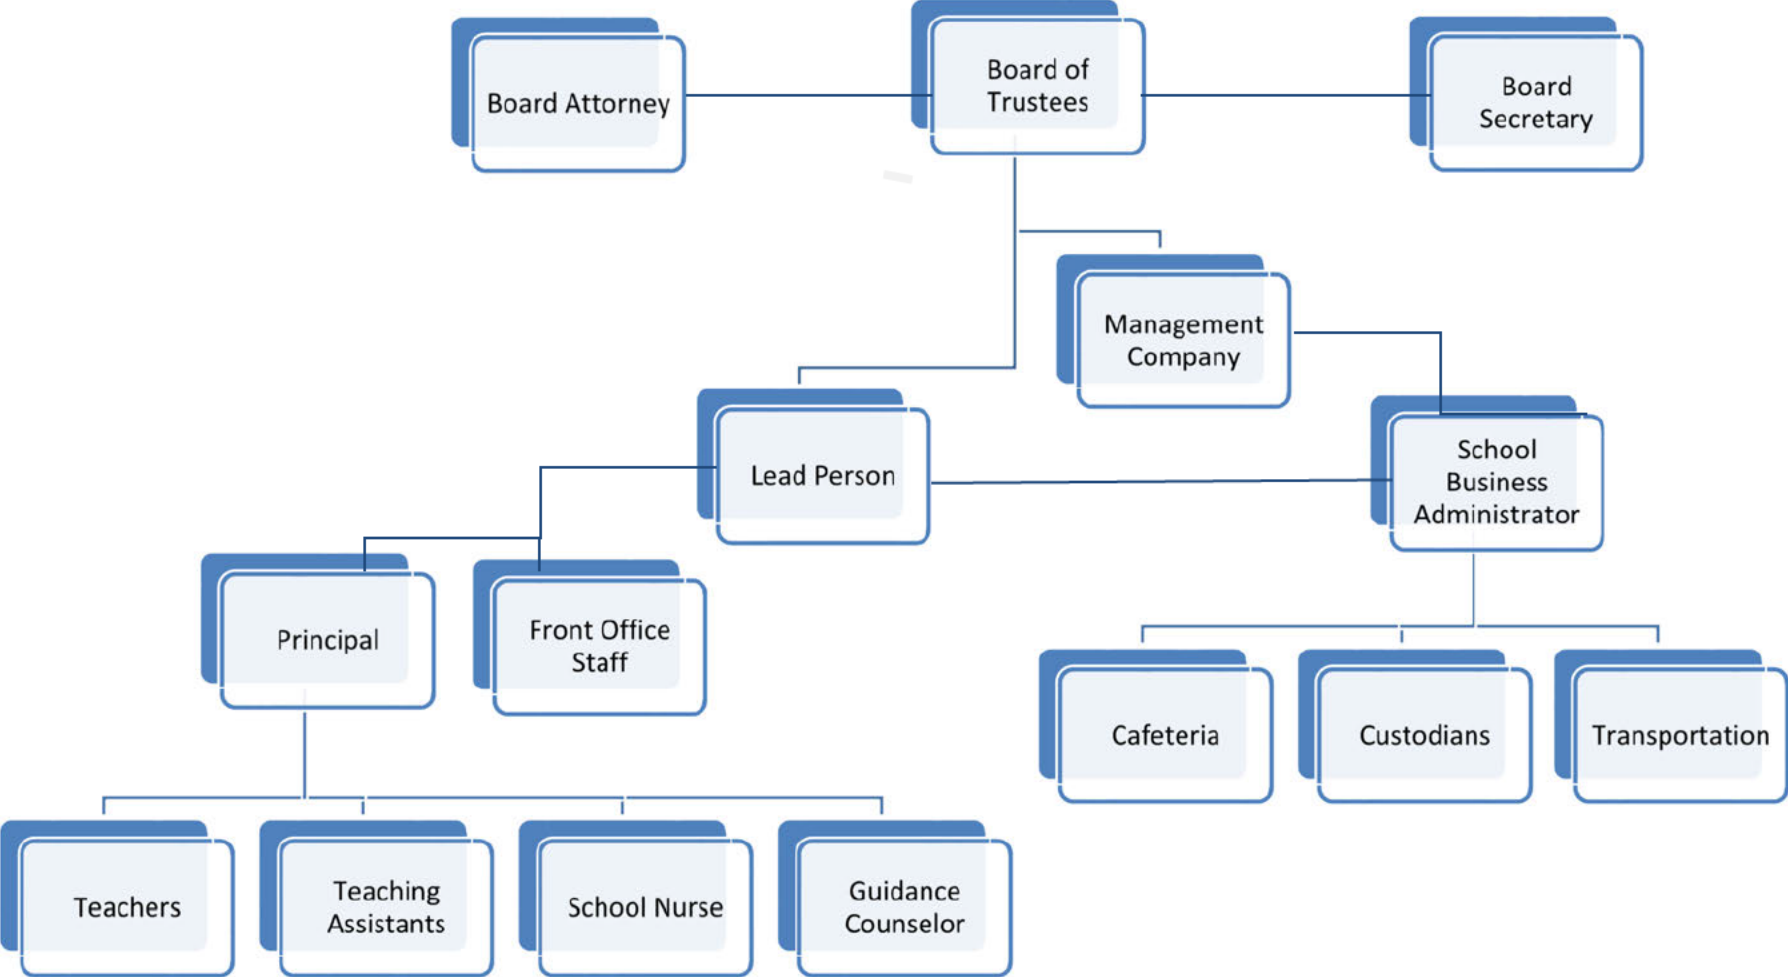 Board Attorney
Board of
Trustees
Board
Secretary
Management
Company
Lead Person
School
Business
Administrator
Principal
Front Office
Staff
Cafeteria
Custodians
Transportation
Teachers
Teaching
Assistants
School Nurse
Guidance
Counselor